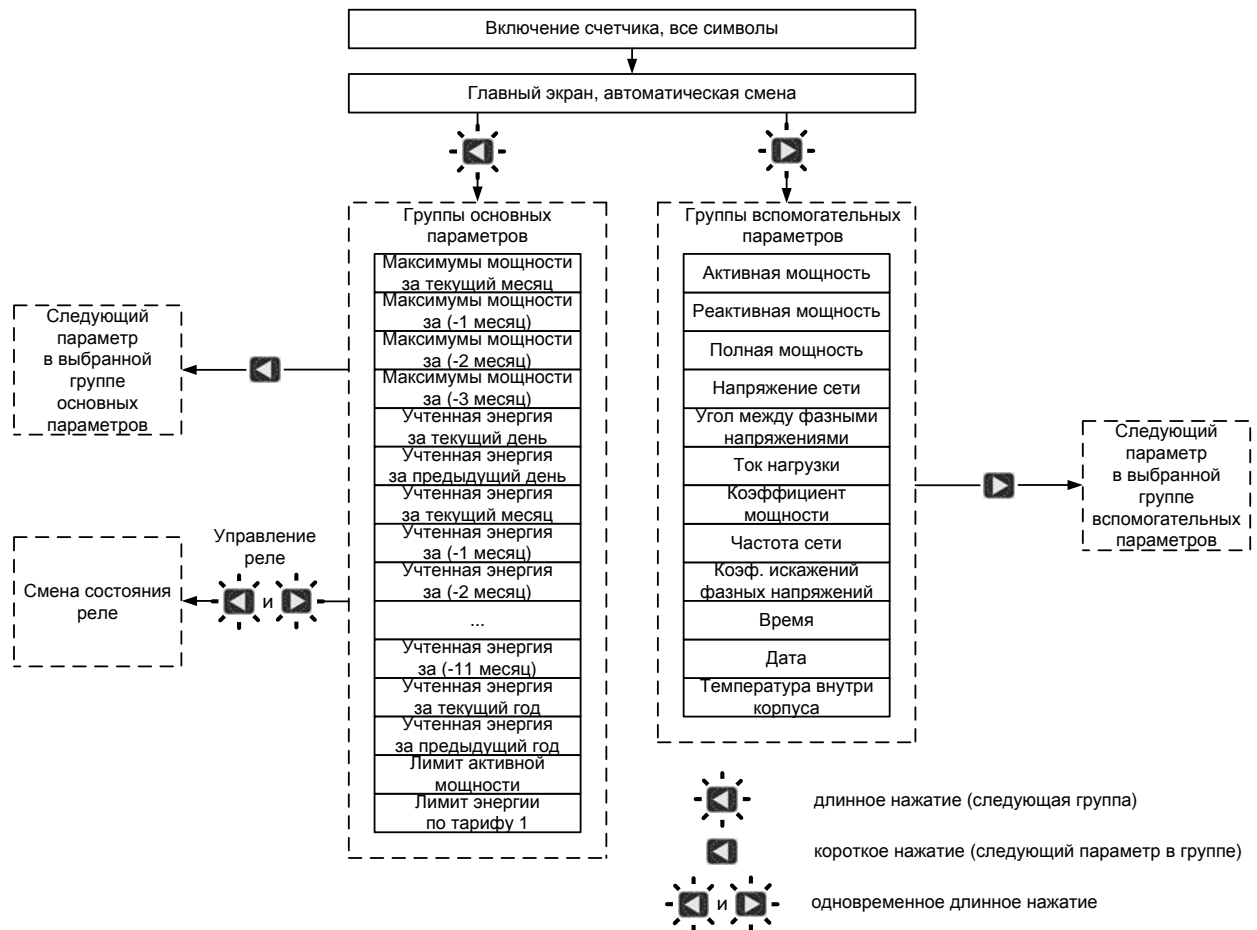 Включение счетчика, все символы
Главный экран, автоматическая смена
Группы основных
параметров
Максимумы мощности
за текущий месяц
Максимумы мощности
за (-1 месяц)
Максимумы мощности
за (-2 месяц)
Максимумы мощности
за (-3 месяц)
Учтенная энергия
за текущий день
Учтенная энергия
за предыдущий день
Учтенная энергия
за текущий месяц
Учтенная энергия
за (-1 месяц)
Учтенная энергия
за (-2 месяц)
...
Учтенная энергия
за (-11 месяц)
Учтенная энергия
за текущий год
Учтенная энергия
за предыдущий год
Лимит активной
мощности
Лимит энергии
по тарифу 1
Следующий
параметр
в выбранной
группе
основных
параметров
Управление
реле
и
Смена состояния
реле
Группы вспомогательных
параметров
Активная мощность
Реактивная мощность
Полная мощность
Напряжение сети
Угол между фазными
напряжениями
Ток нагрузки
Коэффициент
мощности
Частота сети
Коэф. искажений
фазных напряжений
Время
Дата
Температура внутри
корпуса
Следующий
параметр
в выбранной
группе
вспомогательных
параметров
длинное нажатие (следующая группа)
короткое нажатие (следующий параметр в группе)
и
одновременное длинное нажатие